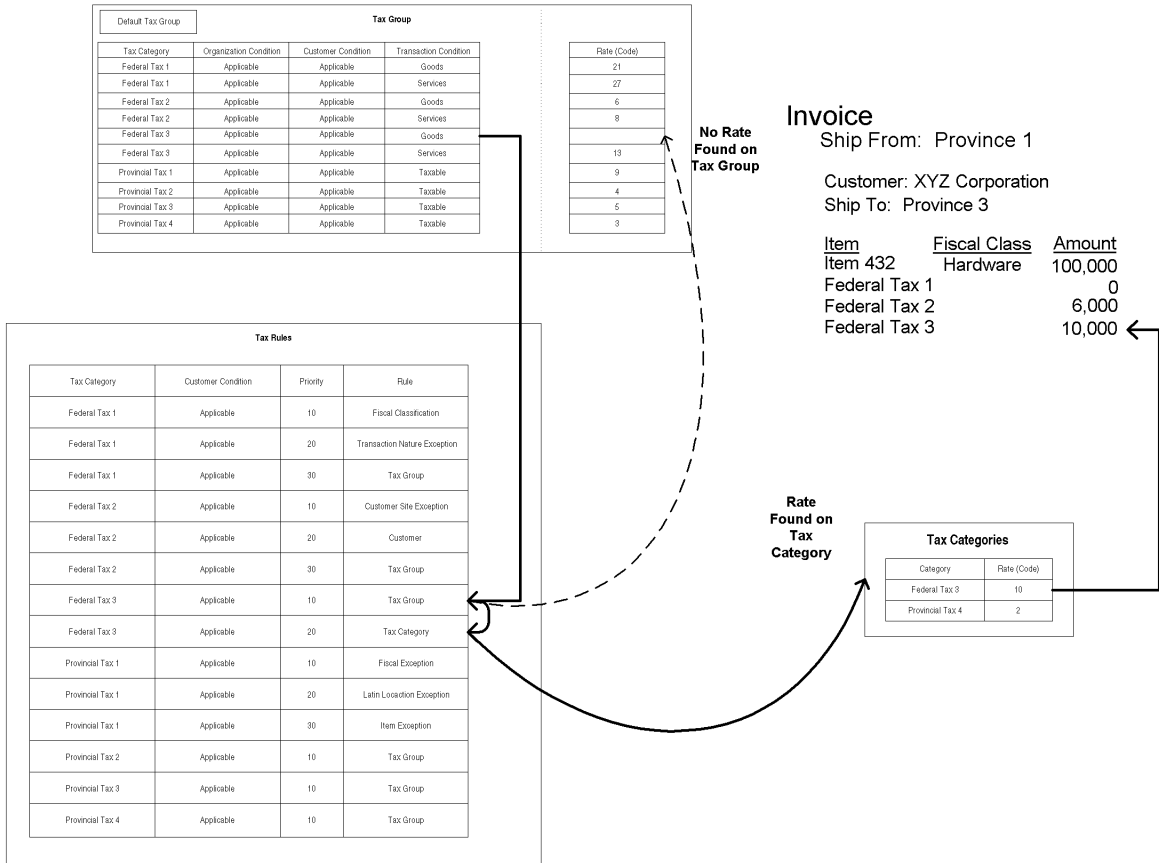 Default Tax Group
Tax Group
Tax Category Organization Condition Customer Condition Transaction Condition Rate (Code)
Federal Tax 1 Applicable Applicable Goods 21
Federal Tax 1 Applicable Applicable Services 27
Federal Tax 2 Applicable Applicable Goods 6
Federal Tax 2 Applicable Applicable Services 8
Federal Tax 3 Applicable Applicable Goods
Federal Tax 3 Applicable Applicable Services 13
Provincial Tax 1 Applicable Applicable Taxable 9
Provincial Tax 2 Applicable Applicable Taxable 4
Provincial Tax 3 Applicable Applicable Taxable 5
Provincial Tax 4 Applicable Applicable Taxable 3
No Rate
Found on
Tax Group
Invoice
Ship From: Province 1
Customer: XYZ Corporation
Ship To: Province 3
Item Fiscal Class Amount
Item 432 Hardware 100,000
Federal Tax 1 0
Federal Tax 2 6,000
Federal Tax 3 10,000
Tax Rules
Tax Category Customer Condition Priority Rule
Federal Tax 1 Applicable 10 Fiscal Classification
Federal Tax 1 Applicable 20 Transaction Nature Exception
Federal Tax 1 Applicable 30 Tax Group
Federal Tax 2 Applicable 10 Customer Site Exception
Federal Tax 2 Applicable 20 Customer
Federal Tax 2 Applicable 30 Tax Group
Federal Tax 3 Applicable 10 Tax Group
Federal Tax 3 Applicable 20 Tax Category
Provincial Tax 1 Applicable 10 Fiscal Exception
Provincial Tax 1 Applicable 20 Latin Locaction Exception
Provincial Tax 1 Applicable 30 Item Exception
Provincial Tax 2 Applicable 10 Tax Group
Provincial Tax 3 Applicable 10 Tax Group
Provincial Tax 4 Applicable 10 Tax Group
Rate
Found on
Tax
Category
Tax Categories
Category Rate (Code)
Federal Tax 3 10
Provincial Tax 4 2